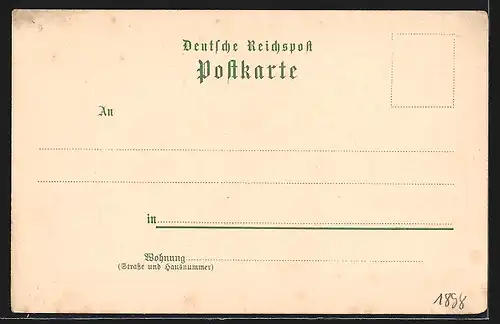 Deutsche Reichspost
Postkarte
An
in
Wohnung
(Straße und Hausnummer)
1898